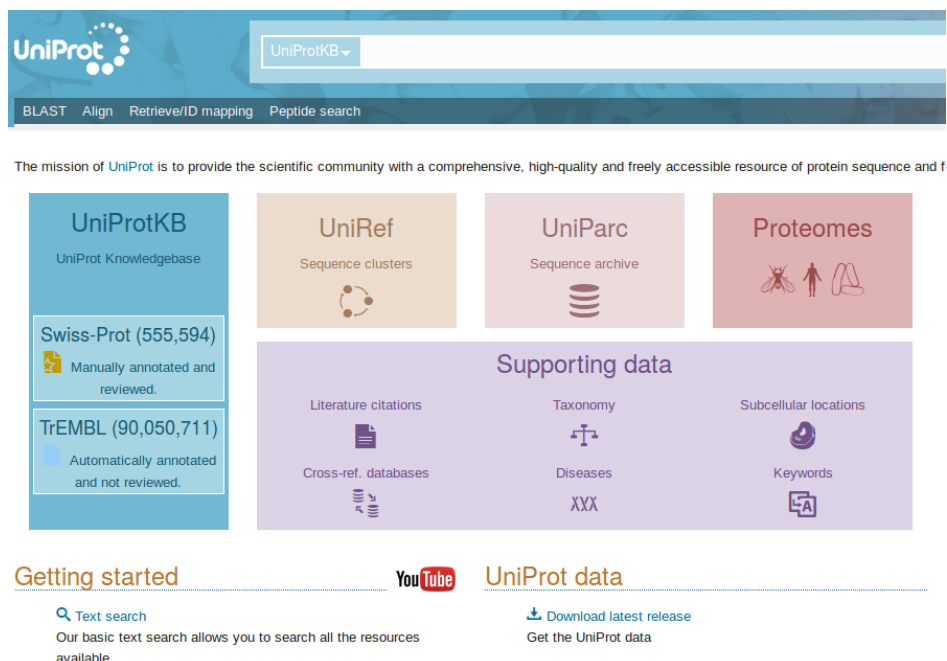 UniProt
UniProtKB
BLAST Align Retrieve/ID mapping Peptide search
The mission of UniProt is to provide the scientific community with a comprehensive, high-quality and freely accessible resource of protein sequence and f
UniProtKB
UniProt Knowledgebase
Swiss-Prot (555,594)
Manually annotated and
reviewed.
TrEMBL (90,050,711)
Automatically annotated
and not reviewed.
UniRef
Sequence clusters
UniParc
Sequence archive
Proteomes
Supporting data
Literature citations
Taxonomy
Subcellular locations
Cross-ref. databases
Diseases
Keywords
A
Getting started
YouTube
Text search
Our basic text search allows you to search all the resources
available
UniProt data
Download latest release
Get the UniProt data